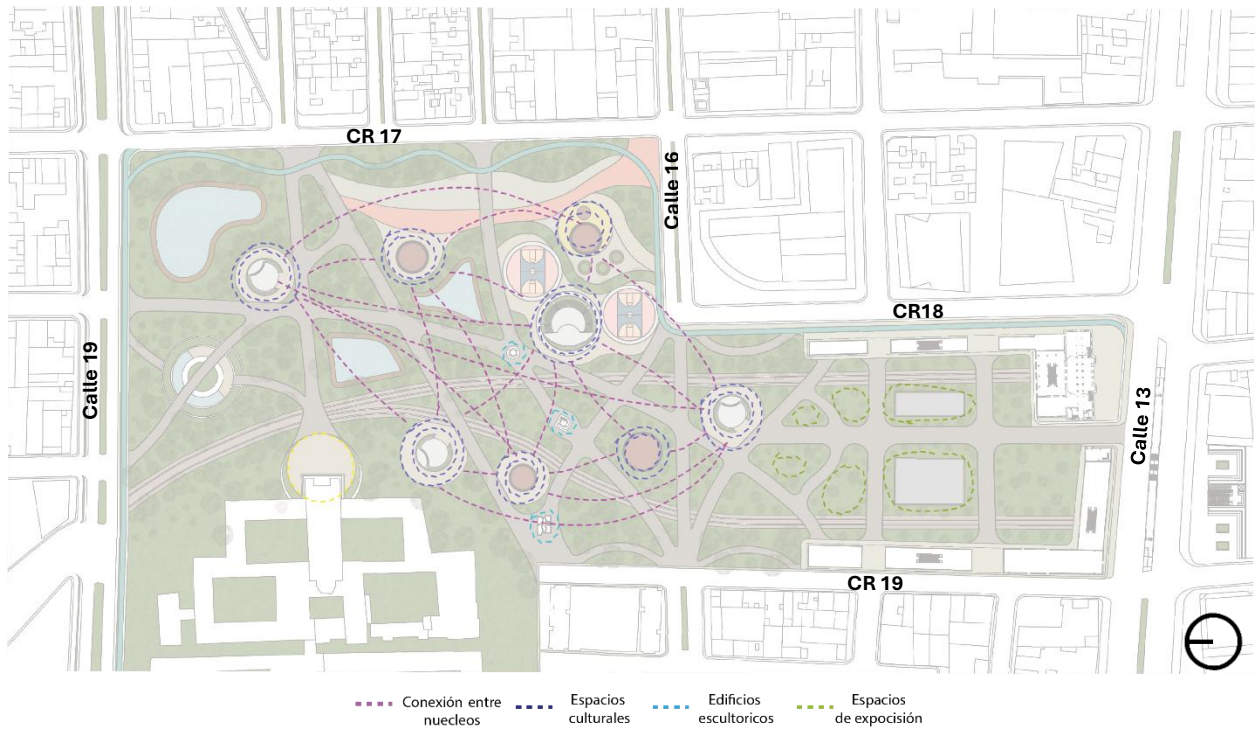 CR 17
Calle 16
CR18
Calle 19
Calle 13
CR 19
Conexión entre
nuecleos
Espacios
culturales
Edificios
escultoricos
Espacios
de expocisión